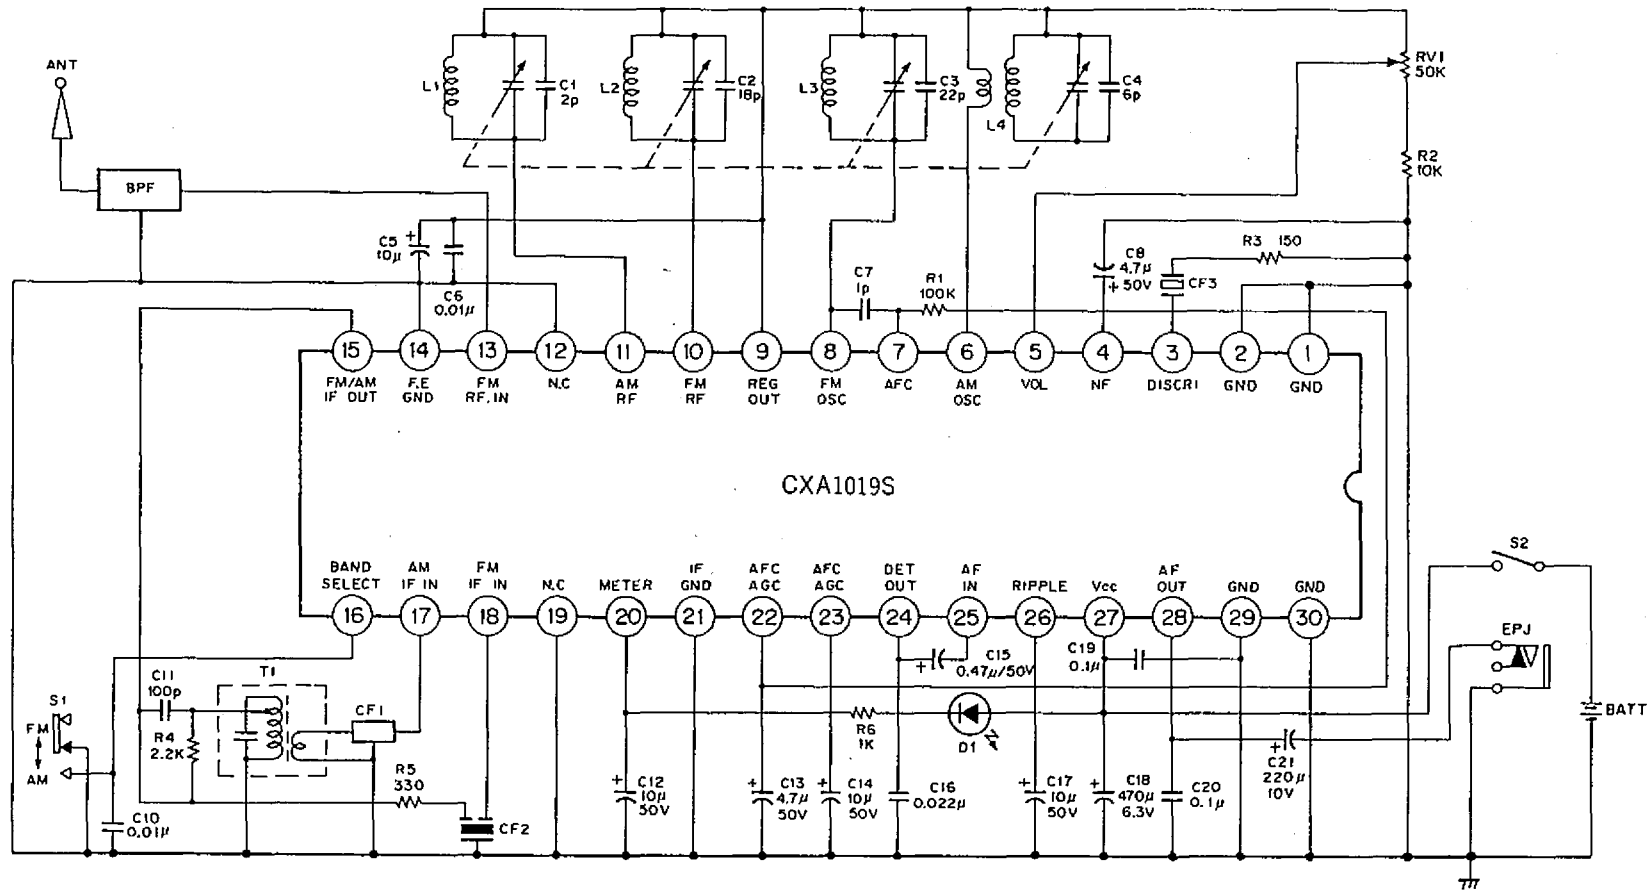 ANT
BPF
L1
C1
2p
L2
C2
18p
L3
C3
22p
L4
C4
6p
RV1
50K
R2
10K
C5
+
10μ
C6
0.01μ
C7
1p
R1
100K
C8
4.7μ
+ 50V
CF3
R3 150
15
14
13
12
11
10
9
8
7
6
5
4
3
2
1
FM/AM
IF OUT
F.E
GND
FM
RF.IN
N.C
AM
RF
FM
RF
REG
OUT
FM
OSC
AFC
AM
OSC
VOL
NF
DISCRI
GND
GND
CXA1019S
BAND
SELECT
AM
IF IN
FM
IF IN
N.C
METER
IF
GND
AFC
AGC
AFC
AGC
DET
OUT
AF
IN
RIPPLE
Vcc
AF
OUT
GND
GND
16
17
18
19
20
21
22
23
24
25
26
27
28
29
30
S2
EPJ
BATT
+
C15
0.47μ/50V
C19
0.1μ
S1
FM
AM
C11
100p
R4
2.2K
T1
CF1
R5
330
CF2
C10
0.01μ
R6
1K
D1
+
C12
10μ
50V
+
C13
4.7μ
50V
+
C14
10μ
50V
C16
0.022μ
+
C17
10μ
50V
+
C18
470μ
6.3V
C20
0.1μ
+
C21
220μ
10V